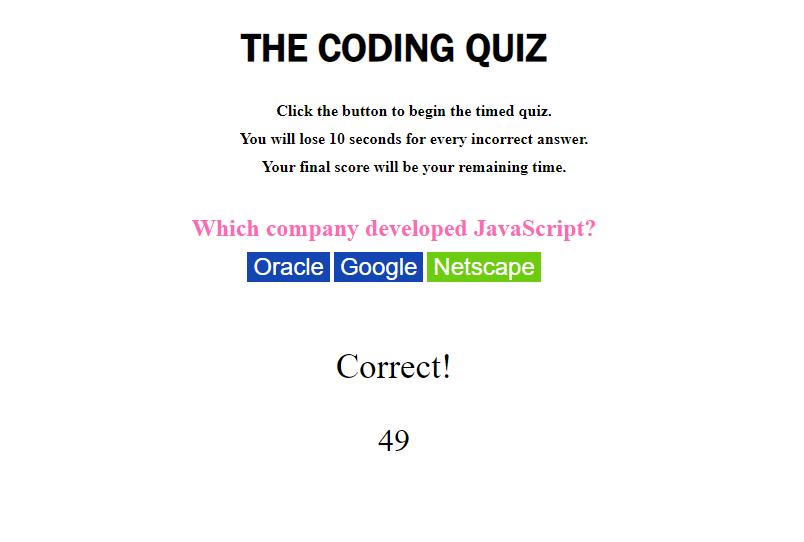 THE CODING QUIZ
Click the button to begin the timed quiz.
You will lose 10 seconds for every incorrect answer.
Your final score will be your remaining time.
Which company developed JavaScript?
Oracle Google Netscape
Correct!
49